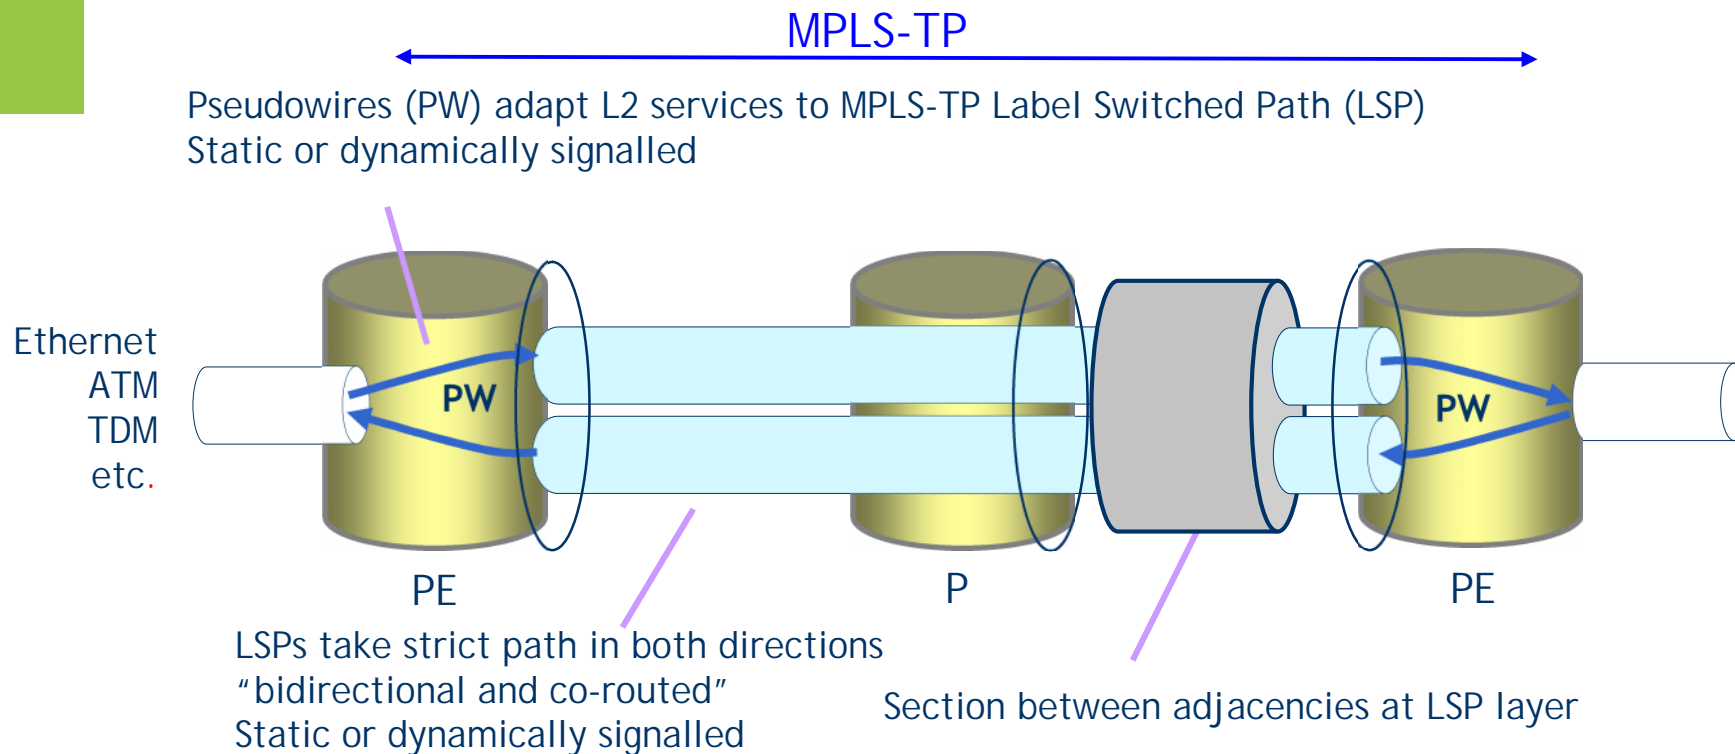 MPLS-TP
Pseudowires (PW) adapt L2 services to MPLS-TP Label Switched Path (LSP)
Static or dynamically signalled
Ethernet
ATM
TDM
etc.
PW
PW
PE
P
PE
LSPs take strict path in both directions
“bidirectional and co-routed”
Static or dynamically signalled
Section between adjacencies at LSP layer